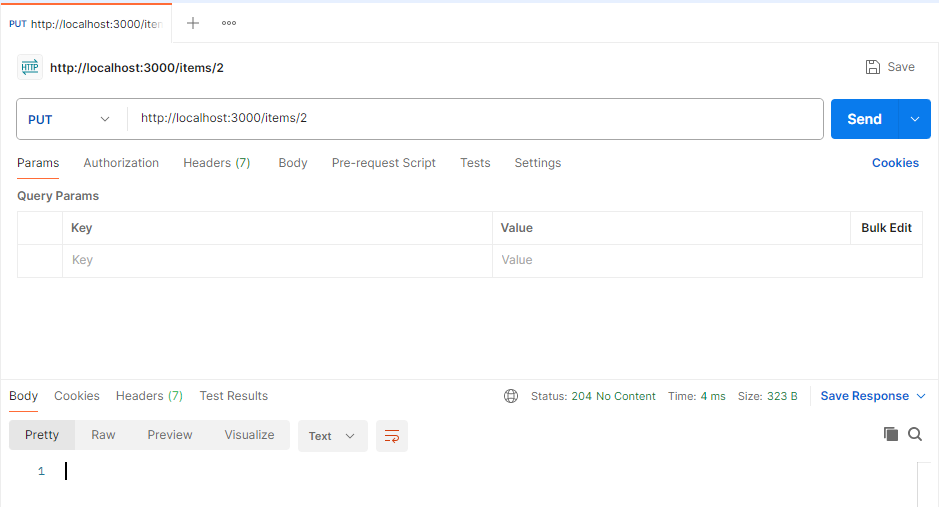 PUT http://localhost:3000/iten
HTTP http://localhost:3000/items/2 Save
PUT http://localhost:3000/items/2 Send
Params Authorization Headers (7) Body Pre-request Script Tests Settings Cookies
Query Params
Key Value Bulk Edit
Key Value
Body Cookies Headers (7) Test Results Status: 204 No Content Time: 4 ms Size: 323 B Save Response
Pretty Raw Preview Visualize Text
1